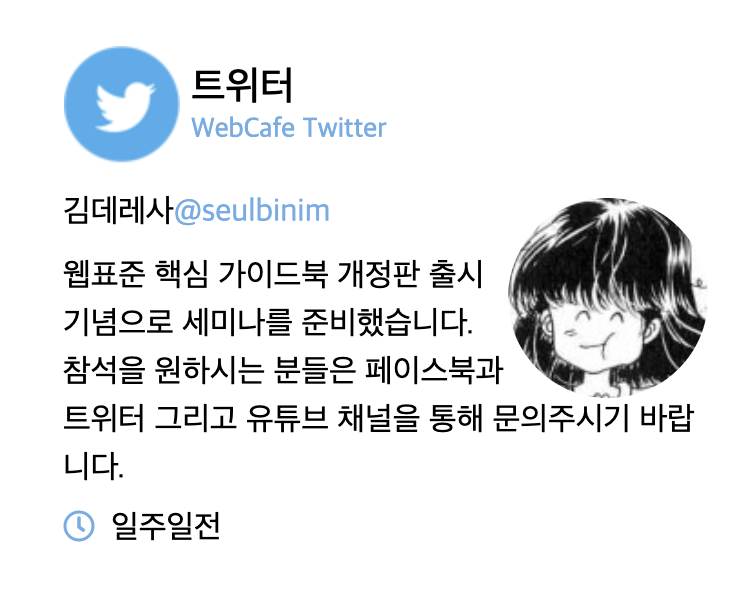 트위터
WebCafe Twitter
김데레사@seulbinim
웹표준 핵심 가이드북 개정판 출시
기념으로 세미나를 준비했습니다.
참석을 원하시는 분들은 페이스북과
트위터 그리고 유튜브 채널을 통해 문의주시기 바랍
니다.
일주일전